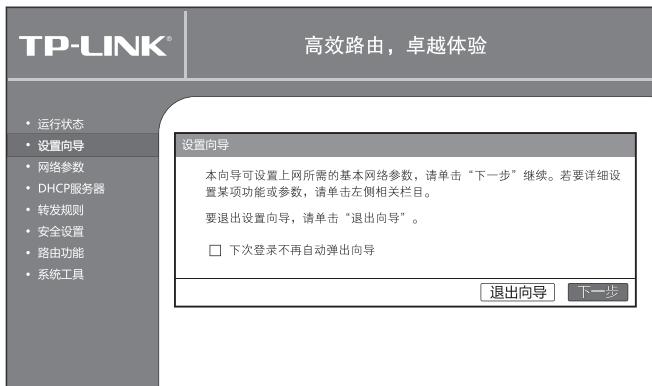 TP-LINK®
高效路由，卓越体验
• 运行状态
• 设置向导
• 网络参数
• DHCP服务器
• 转发规则
• 安全设置
• 路由功能
• 系统工具
设置向导
本向导可设置上网所需的基本网络参数，请单击“下一步”继续。若要详细设
置某项功能或参数，请单击左侧相关栏目。
要退出设置向导，请单击“退出向导”。
下次登录不再自动弹出向导
退出向导 下一步